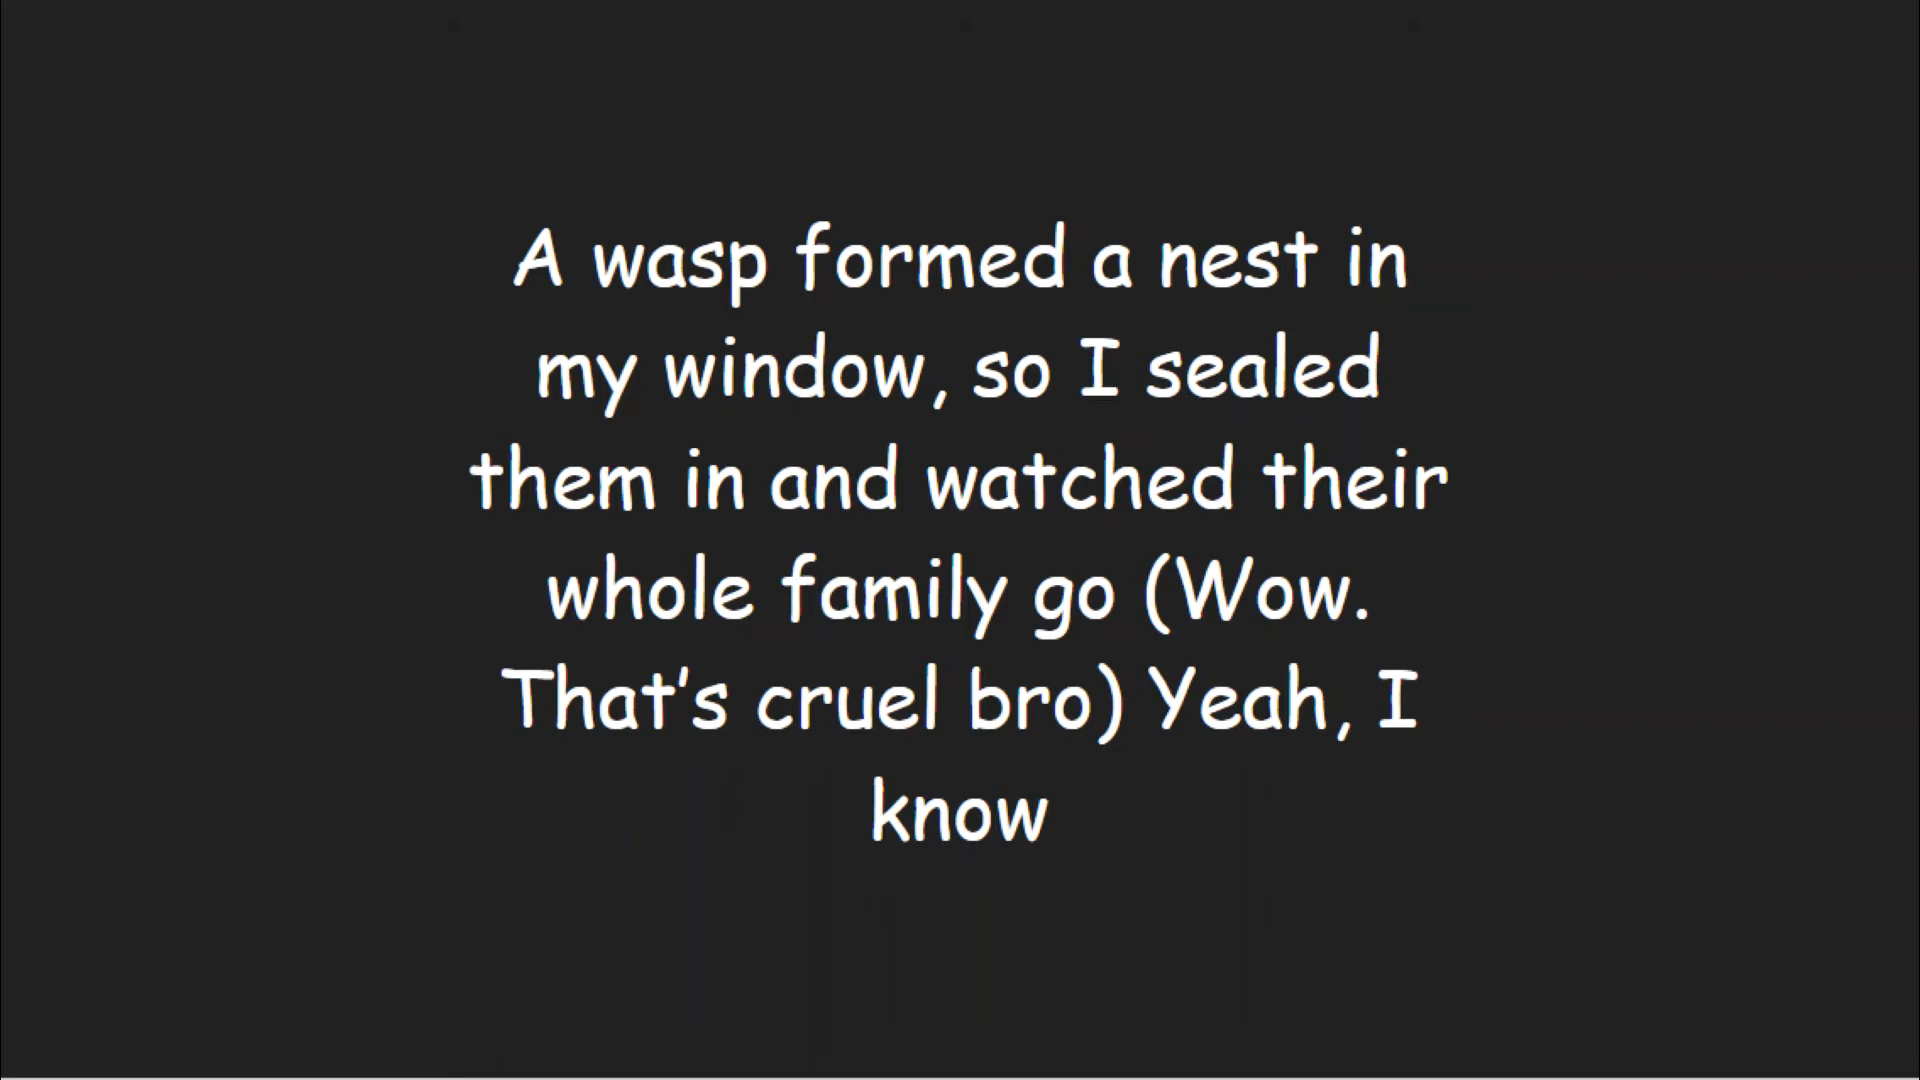 A wasp formed a nest in
my window, so I sealed
them in and watched their
whole family go (Wow.
That's cruel bro) Yeah, I
know